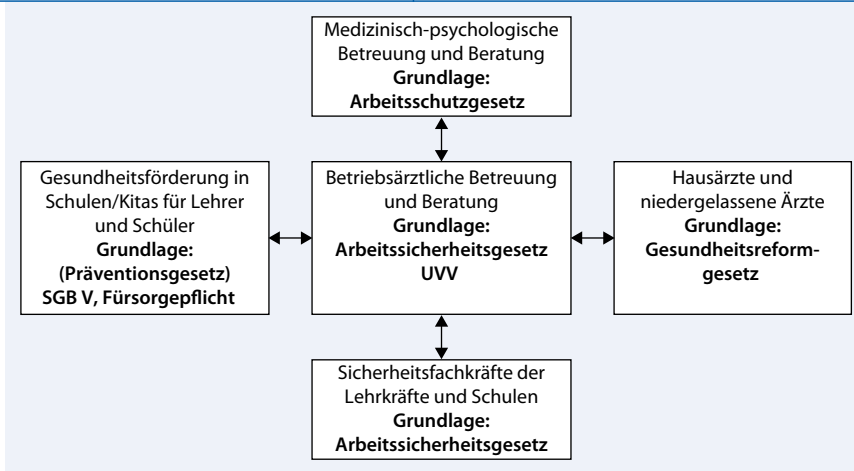 Medizinisch-psychologische
Betreuung und Beratung
Grundlage:
Arbeitsschutzgesetz
Gesundheitsförderung in
Schulen/Kitas für Lehrer
und Schüler
Grundlage:
(Präventionsgesetz)
SGB V, Fürsorgepflicht
Betriebsärztliche Betreuung
und Beratung
Grundlage:
Arbeitssicherheitsgesetz
UVV
Hausärzte und
niedergelassene Ärzte
Grundlage:
Gesundheitsreform-
gesetz
Sicherheitsfachkräfte der
Lehrkräfte und Schulen
Grundlage:
Arbeitssicherheitsgesetz